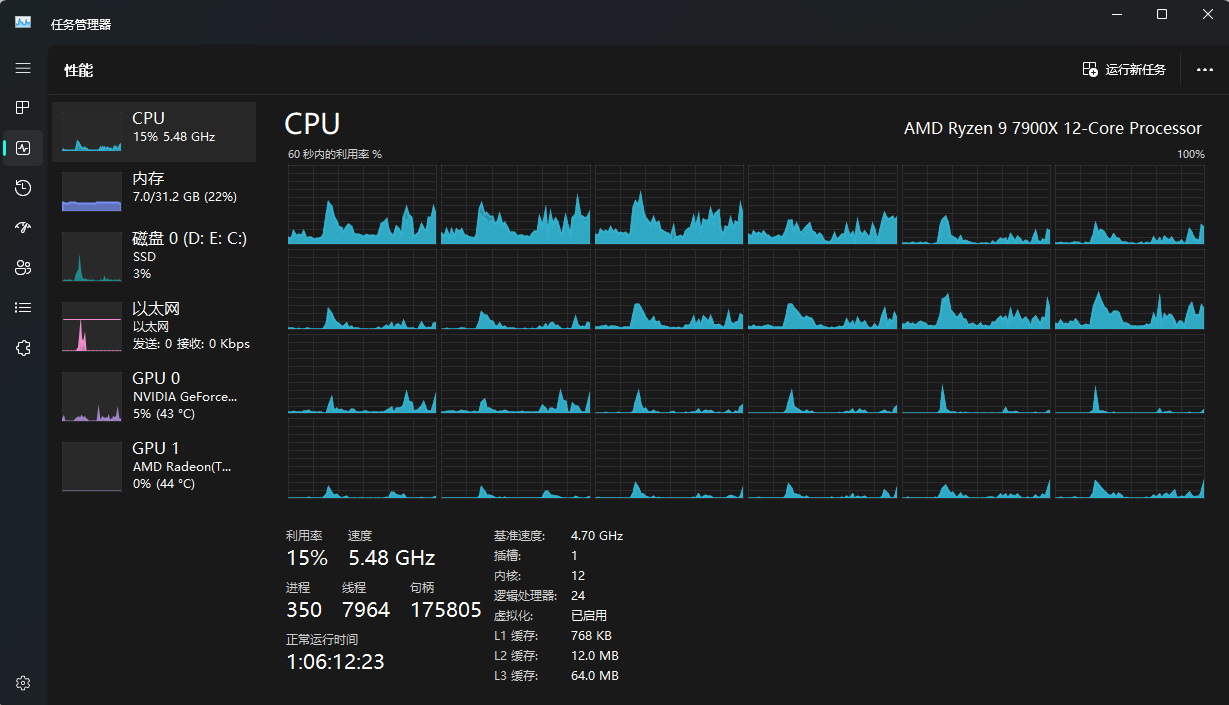 任务管理器
性能
运行新任务
CPU
15% 5.48 GHz
内存
7.0/31.2 GB (22%)
磁盘 0 (D: E: C:)
SSD
3%
以太网
以太网
发送: 0 接收: 0 Kbps
GPU 0
NVIDIA GeForce...
5% (43 °C)
GPU 1
AMD Radeon(T...
0% (44 °C)
CPU
AMD Ryzen 9 7900X 12-Core Processor
60 秒内的利用率 %
100%
利用率 速度
15% 5.48 GHz
进程 线程 句柄
350 7964 175805
正常运行时间
1:06:12:23
基准速度: 4.70 GHz
插槽: 1
内核: 12
逻辑处理器: 24
虚拟化: 已启用
L1 缓存: 768 KB
L2 缓存: 12.0 MB
L3 缓存: 64.0 MB